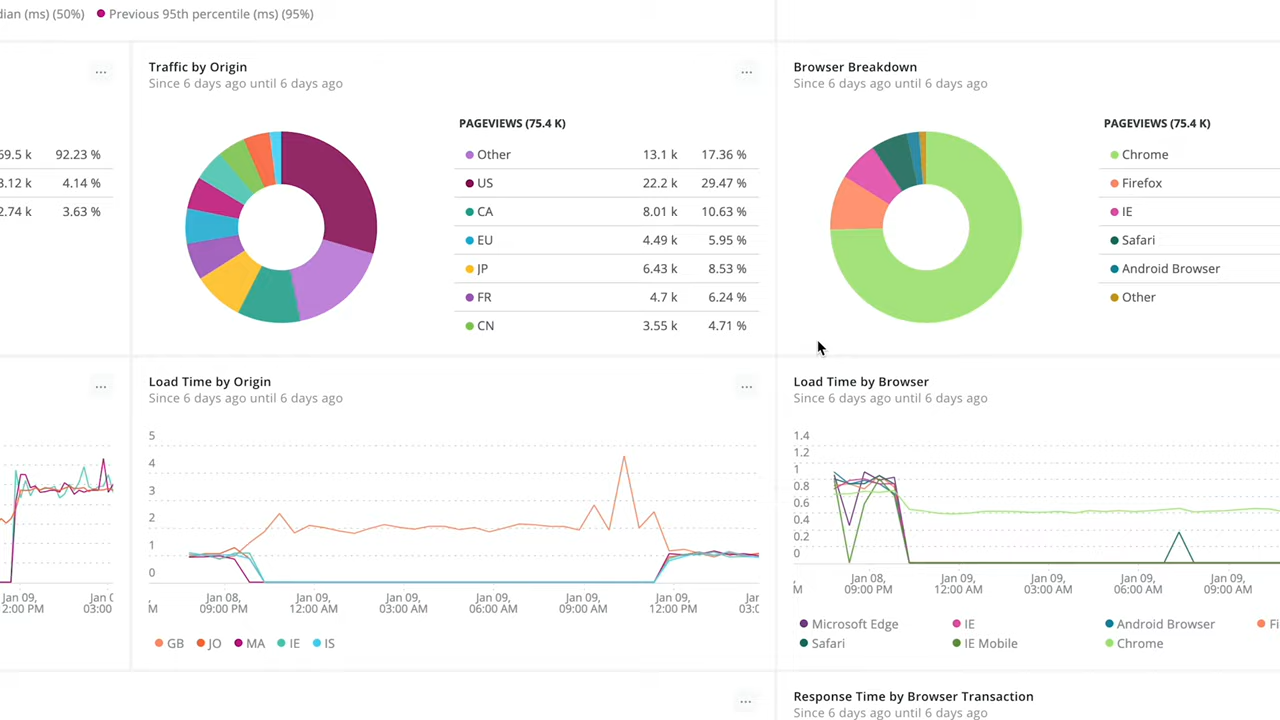 (ms) (50%) Previous 95th percentile (ms) (95%)
92.23 %
4.14 %
3.63 %
Traffic by Origin
Since 6 days ago until 6 days ago
PAGEVIEWS (75.4 K)
Other 13.1 k 17.36 %
US 22.2 k 29.47 %
CA 8.01 k 10.63 %
EU 4.49 k 5.95 %
JP 6.43 k 8.53 %
FR 4.7 k 6.24 %
CN 3.55 k 4.71 %
Browser Breakdown
Since 6 days ago until 6 days ago
PAGEVIEWS (75.4 K)
Chrome
Firefox
IE
Safari
Android Browser
Other
Jan 09,
2:00 PM
03:00
Load Time by Origin
Since 6 days ago until 6 days ago
5
4
3
2
1
0
Jan 08, Jan 09, Jan 09, Jan 09, Jan 09, Jan 09,
M 09:00 PM 12:00 AM 03:00 AM 06:00 AM 09:00 AM 12:00 PM
GB JO MA IE IS
Load Time by Browser
Since 6 days ago until 6 days ago
1.4
1.2
1
0.8
0.6
0.4
0.2
0
Jan 08, Jan 09, Jan 09, Jan 09, Jan 09,
M 09:00 PM 12:00 AM 03:00 AM 06:00 AM 09:00 AM
Microsoft Edge IE Android Browser
Safari IE Mobile Chrome
Response Time by Browser Transaction
Since 6 days ago until 6 days ago